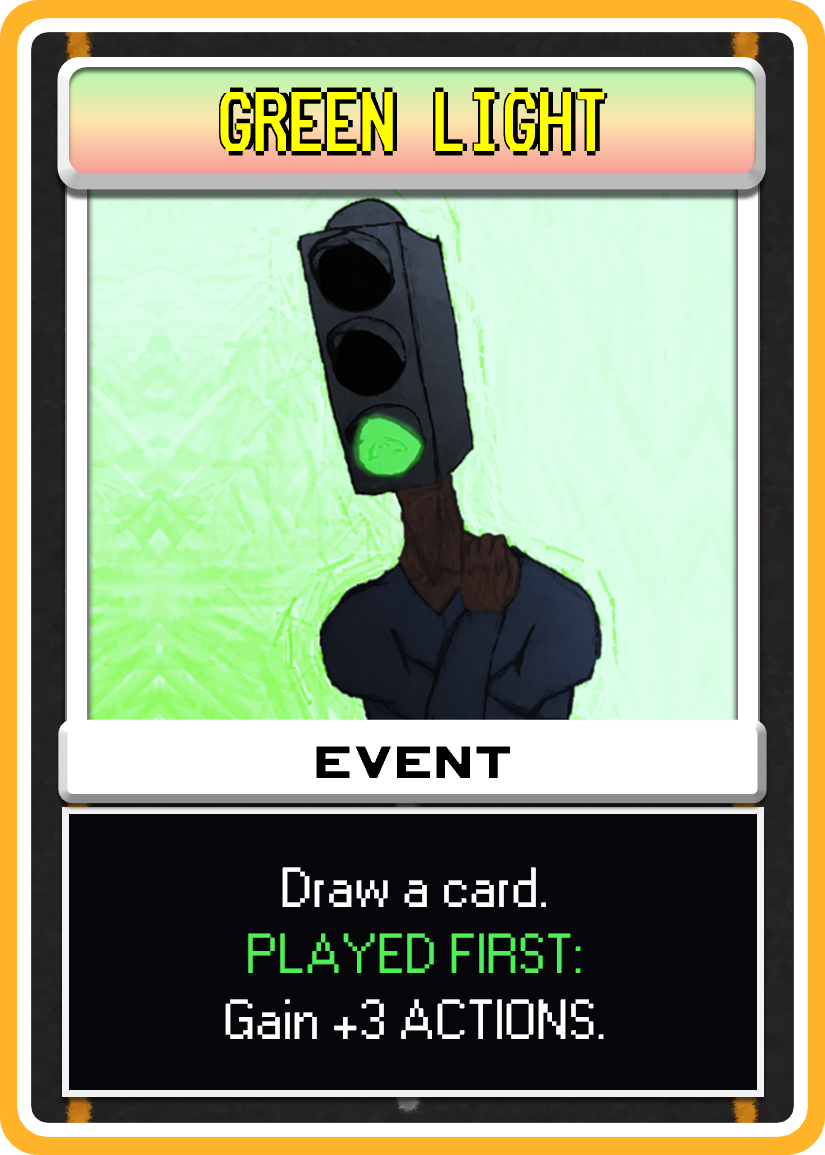 GREEN LIGHT
EVENT
Draw a card.
PLAYED FIRST:
Gain +3 ACTIONS.